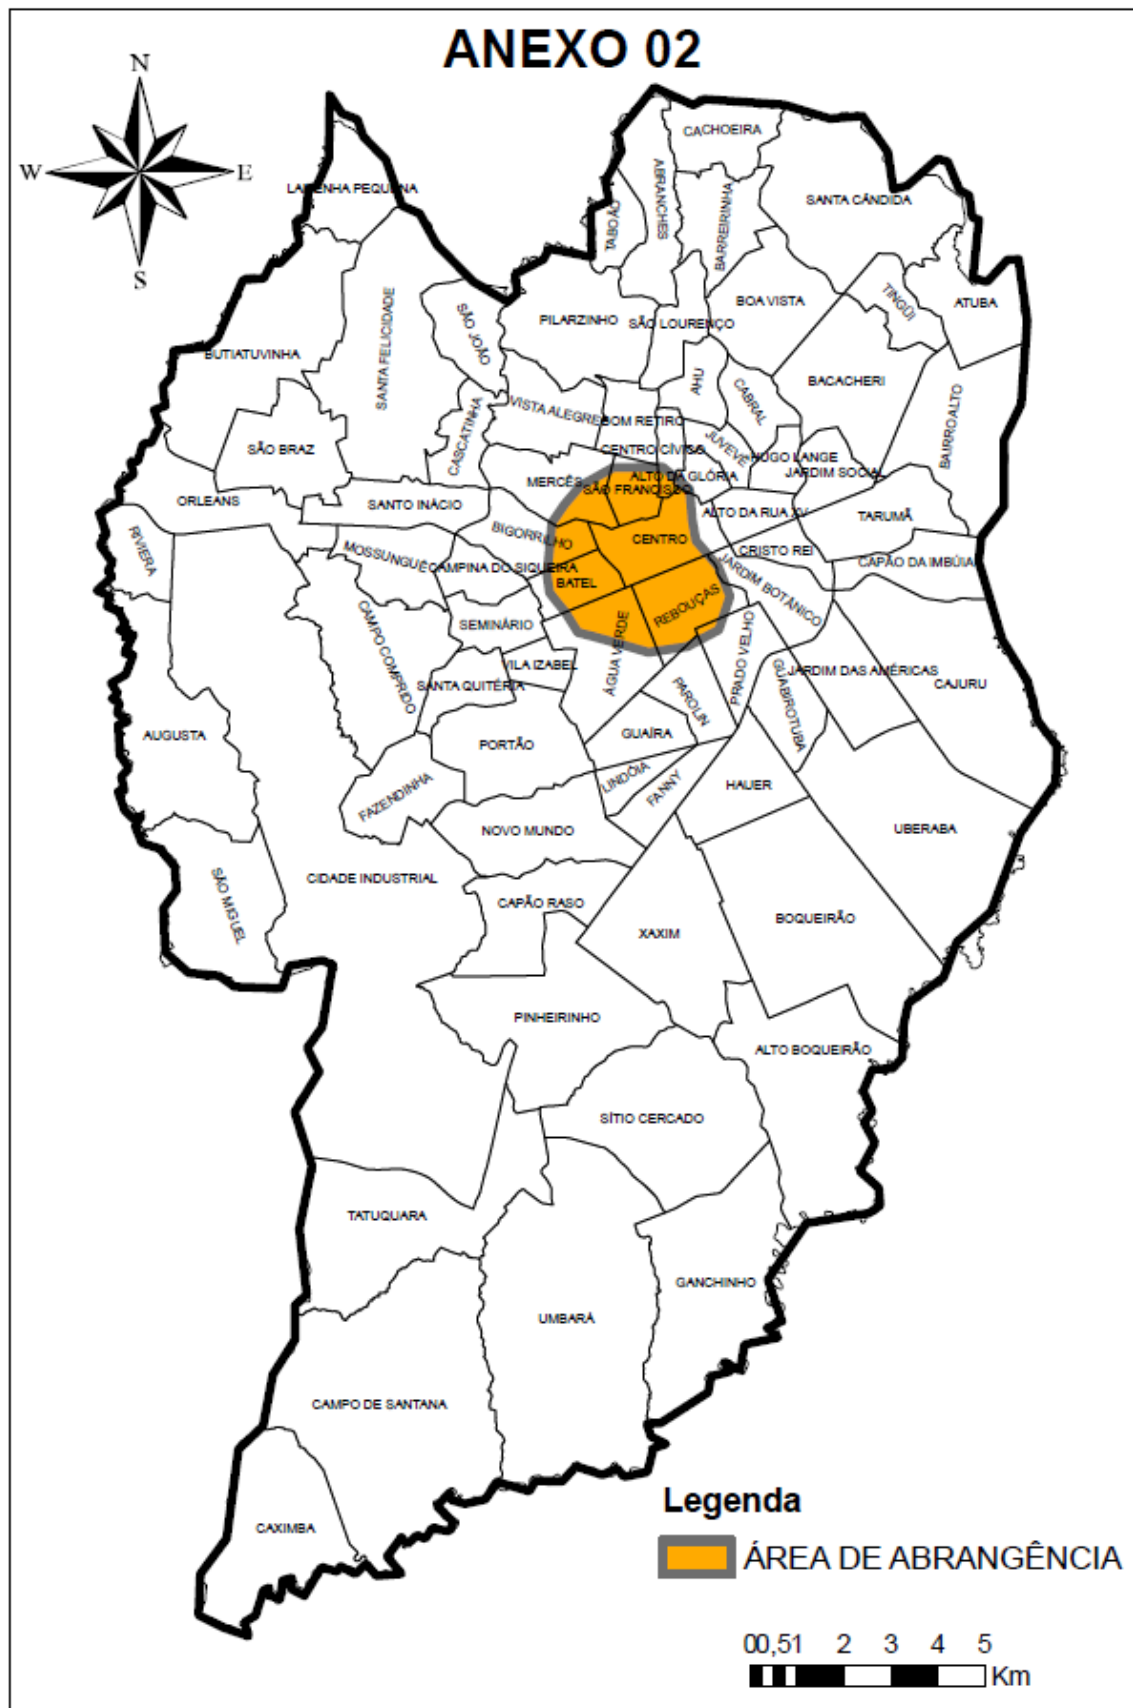 ANEXO 02
N
W
E
S
CACHOEIRA
LAMENHA PEQUENA
TABOÃO
ABRANCHES
BARREIRINHA
SANTA CÂNDIDA
BUTIATUVINHA
SANTA FELICIDADE
SÃO JOÃO
PILARZINHO
SÃO LOURENÇO
BOA VISTA
TINGÜI
ATUBA
AHU
CABRAL
BACACHERI
BAIRRO ALTO
SÃO BRAZ
CASCATINHA
VISTA ALEGRE
BOM RETIRO
CENTRO CÍVICO
JUVEVÊ
HUGO LANGE
JARDIM SOCIAL
ORLEANS
SANTO INÁCIO
MERCÊS
SÃO FRANCISCO
ALTO DA GLÓRIA
ALTO DA RUA XV
TARUMÃ
RIVIERA
MOSSUNGUÊ
BIGORRILHO
CENTRO
CRISTO REI
CAPÃO DA IMBÚIA
CAMPINA DO SIQUEIRA
BATEL
REBOUÇAS
JARDIM BOTÂNICO
CAMPO COMPRIDO
SEMINÁRIO
ÁGUA VERDE
PRADO VELHO
VILA IZABEL
SANTA QUITÉRIA
PAROLIN
GUABIROTUBA
JARDIM DAS AMÉRICAS
CAJURU
AUGUSTA
PORTÃO
GUAÍRA
FAZENDINHA
LINDÓIA
FANNY
HAUER
UBERABA
NOVO MUNDO
SÃO MIGUEL
CIDADE INDUSTRIAL
CAPÃO RASO
XAXIM
BOQUEIRÃO
PINHEIRINHO
ALTO BOQUEIRÃO
SÍTIO CERCADO
TATUQUARA
UMBARÁ
GANCHINHO
CAMPO DE SANTANA
CAXIMBA
Legenda
ÁREA DE ABRANGÊNCIA
00,51 2 3 4 5
Km